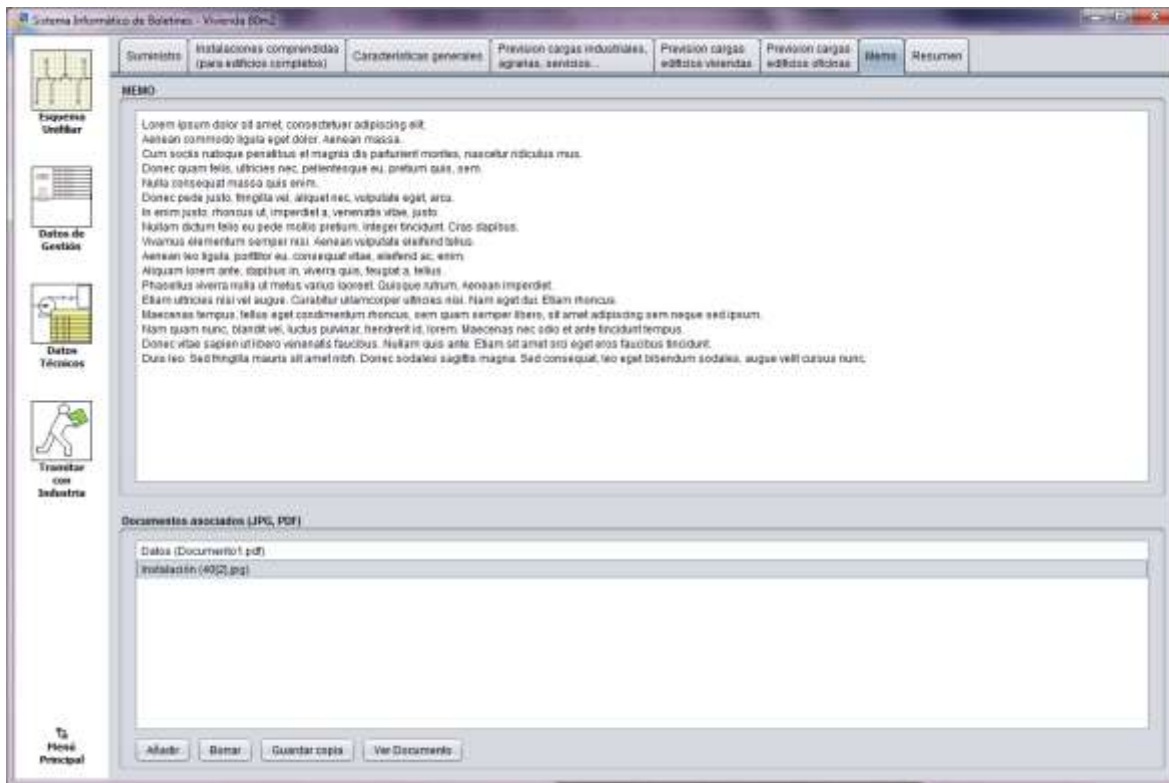 Sistema Informático de Boletines - Vivienda 80m2
Suministro
Instalaciones comprendidas
(para edificios completos)
Características generales
Prevision cargas industriales,
agrarias, servicios...
Prevision cargas
edificios viviendas
Prevision cargas
edificios oficinas
Memo
Resumen
Esquema
Unifilar
Datos de
Gestión
Datos
Técnicos
Tramitar
con
Industria
Menú
Principal
MEMO
Lorem ipsum dolor sit amet, consectetuer adipiscing elit.
Aenean commodo ligula eget dolor. Aenean massa.
Cum sociis natoque penatibus et magnis dis parturient montes, nascetur ridiculus mus.
Donec quam felis, ultricies nec, pellentesque eu, pretium quis, sem.
Nulla consequat massa quis enim.
Donec pede justo, fringilla vel, aliquet nec, vulputate eget, arcu.
In enim justo, rhoncus ut, imperdiet a, venenatis vitae, justo.
Nullam dictum felis eu pede mollis pretium. Integer tincidunt. Cras dapibus.
Vivamus elementum semper nisi. Aenean vulputate eleifend tellus.
Aenean leo ligula, porttitor eu, consequat vitae, eleifend ac, enim.
Aliquam lorem ante, dapibus in, viverra quis, feugiat a, tellus.
Phasellus viverra nulla ut metus varius laoreet. Quisque rutrum. Aenean imperdiet.
Etiam ultricies nisi vel augue. Curabitur ullamcorper ultricies nisi. Nam eget dui. Etiam rhoncus.
Maecenas tempus, tellus eget condimentum rhoncus, sem quam semper libero, sit amet adipiscing sem neque sed ipsum.
Nam quam nunc, blandit vel, luctus pulvinar, hendrerit id, lorem. Maecenas nec odio et ante tincidunt tempus.
Donec vitae sapien ut libero venenatis faucibus. Nullam quis ante. Etiam sit amet orci eget eros faucibus tincidunt.
Duis leo. Sed fringilla mauris sit amet nibh. Donec sodales sagittis magna. Sed consequat, leo eget bibendum sodales, augue velit cursus nunc,
Documentos asociados (JPG, PDF)
Datos (Documento1.pdf)
Instalación (40[2].jpg)
Añadir
Borrar
Guardar copia
Ver Documento